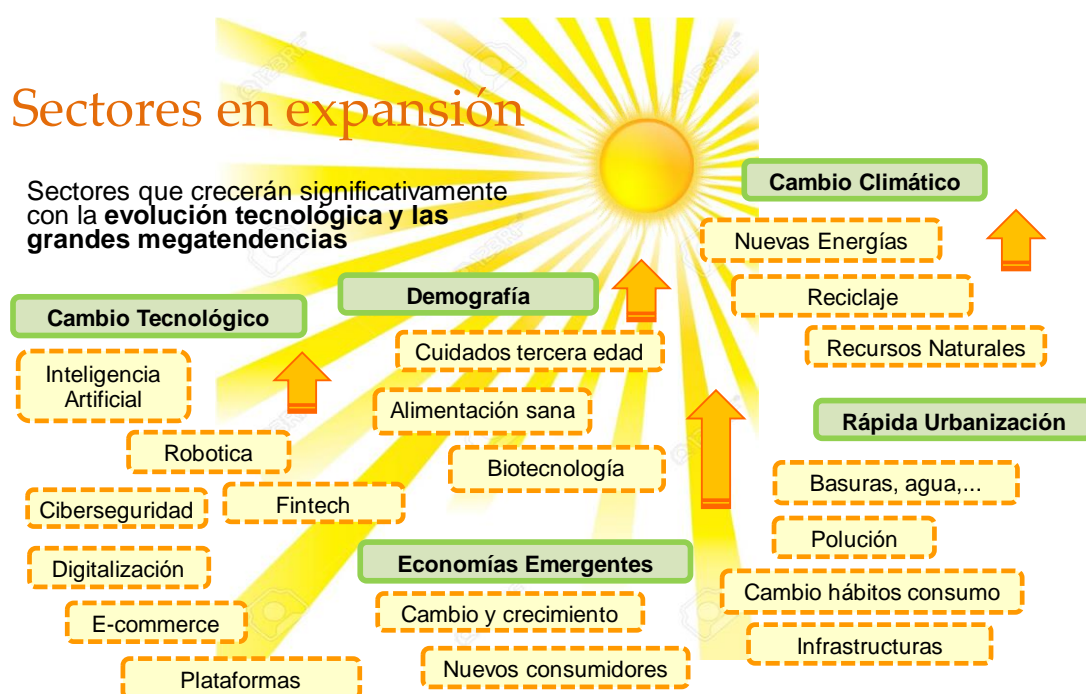 Sectores en expansión
Sectores que crecerán significativamente
con la evolución tecnológica y las
grandes megatendencias
Cambio Tecnológico
Inteligencia
Artificial
Robotica
Ciberseguridad
Fintech
Digitalización
E-commerce
Plataformas
Demografía
Cuidados tercera edad
Alimentación sana
Biotecnología
Economías Emergentes
Cambio y crecimiento
Nuevos consumidores
Cambio Climático
Nuevas Energías
Reciclaje
Recursos Naturales
Rápida Urbanización
Basuras, agua,...
Polución
Cambio hábitos consumo
Infrastructuras